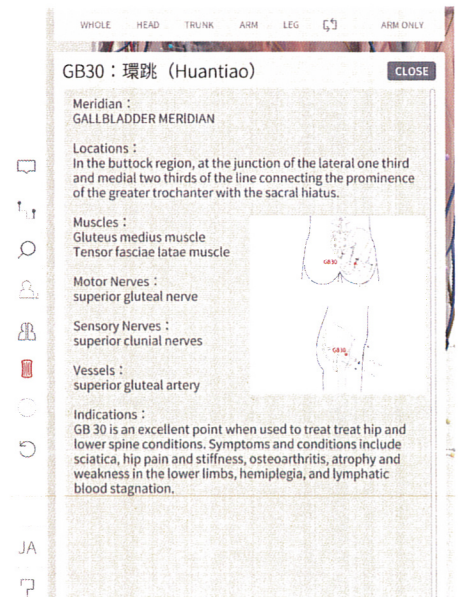 WHOLE HEAD TRUNK ARM LEG ARM ONLY
GB30：環跳（Huantiao） CLOSE
Meridian：
GALLBLADDER MERIDIAN
Locations：
In the buttock region, at the junction of the lateral one third
and medial two thirds of the line connecting the prominence
of the greater trochanter with the sacral hiatus.
Muscles：
Gluteus medius muscle
Tensor fasciae latae muscle
GB30
Motor Nerves：
superior gluteal nerve
Sensory Nerves：
superior clunial nerves
GB30
Vessels：
superior gluteal artery
Indications：
GB 30 is an excellent point when used to treat treat hip and
lower spine conditions. Symptoms and conditions include
sciatica, hip pain and stiffness, osteoarthritis, atrophy and
weakness in the lower limbs, hemiplegia, and lymphatic
blood stagnation.
JA